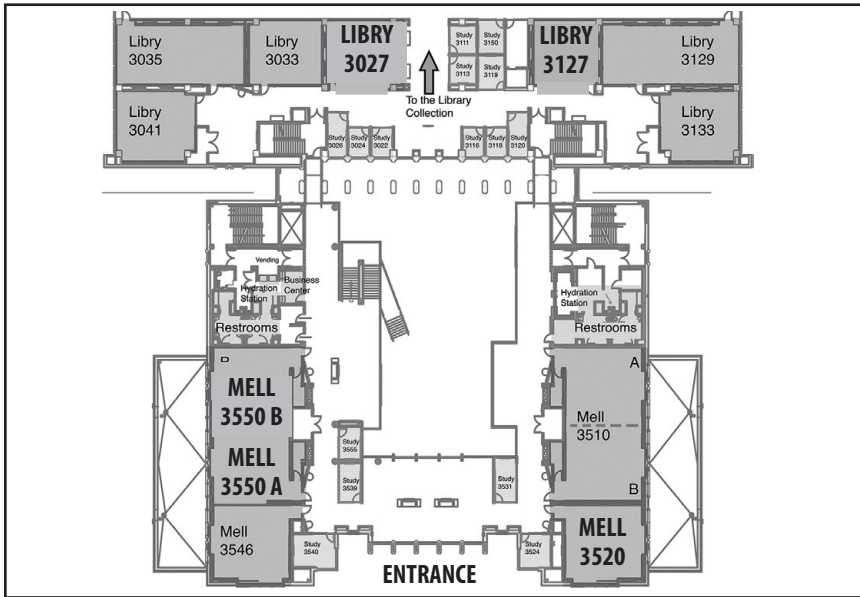 Libry
3035
Libry
3033
LIBRY
3027
Study
3111
Study
3150
Study
3113
Study
3119
LIBRY
3127
Libry
3129
To the Library
Collection
Libry
3041
Study
3026
Study
3024
Study
3022
Study
3116
Study
3118
Study
3120
Libry
3133
Vending
Hydration
Station
Business
Center
Restrooms
Hydration
Station
Restrooms
MELL
3550 B
MELL
3550 A
A
Mell
3510
B
Study
3555
Study
3539
Study
3531
Mell
3546
Study
3540
ENTRANCE
Study
3524
MELL
3520